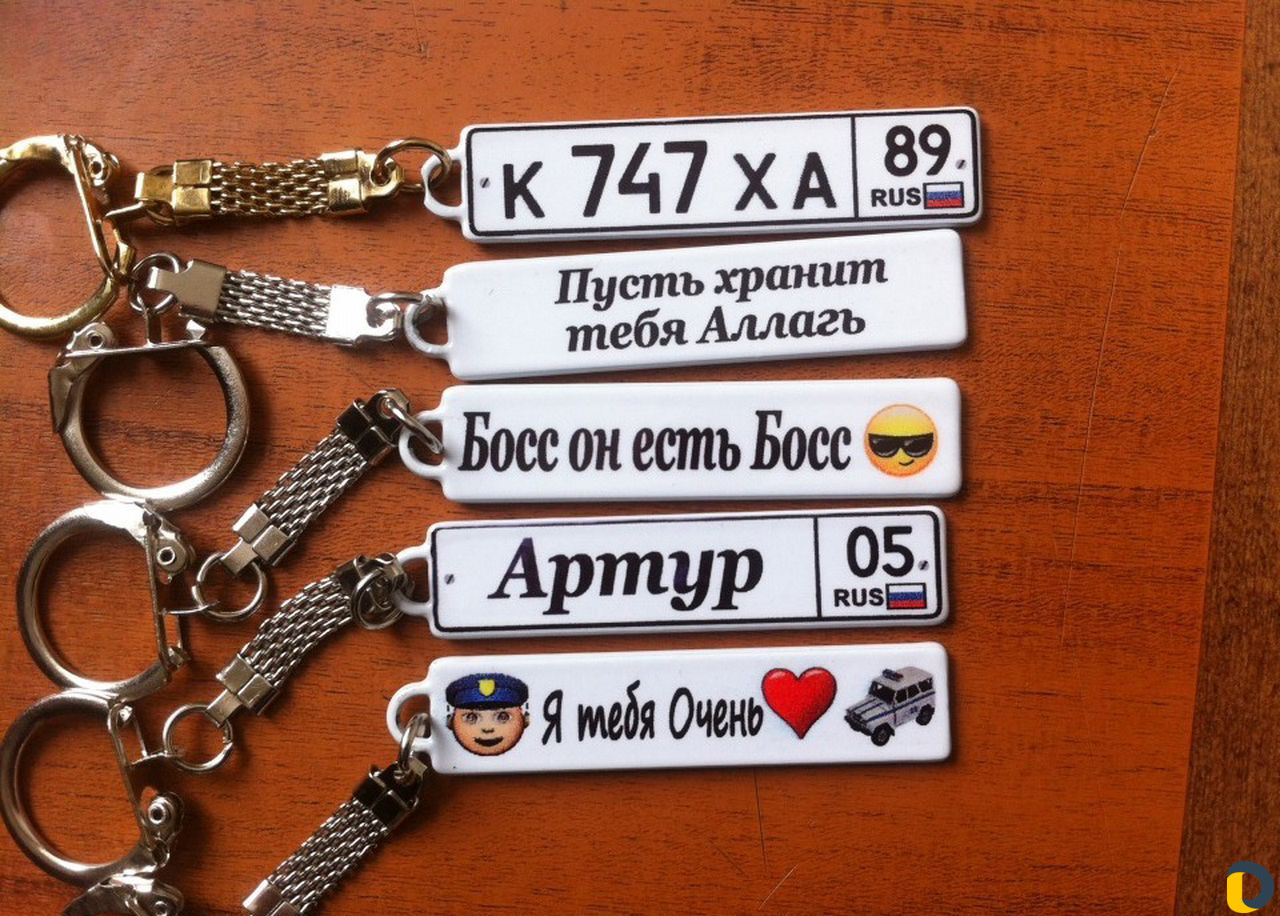 К 747 ХА 89
RUS
Пусть хранит
тебя Аллагь
Босс он есть Босс
Артур 05
RUS
Я тебя Очень